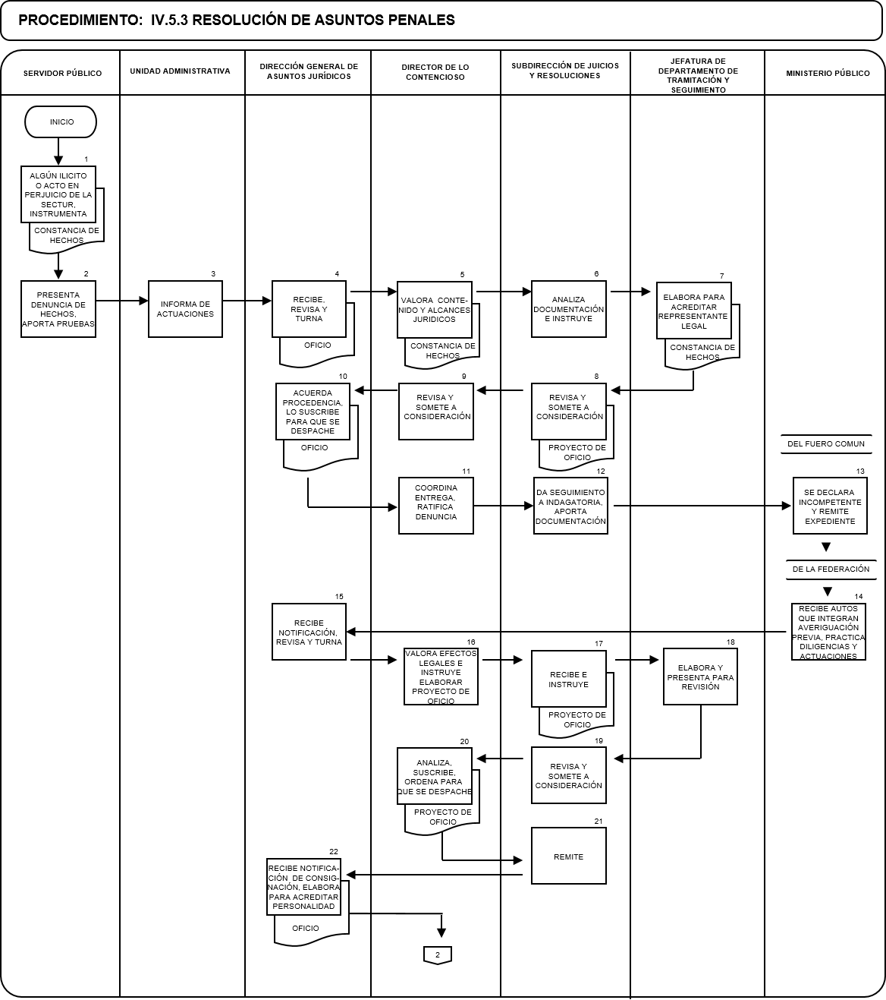 PROCEDIMIENTO:  IV.5.3 RESOLUCIÓN DE ASUNTOS PENALES
SERVIDOR PÚBLICO
UNIDAD ADMINISTRATIVA
DIRECCIÓN GENERAL DE
ASUNTOS JURÍDICOS
DIRECTOR DE LO
CONTENCIOSO
SUBDIRECCIÓN DE JUICIOS
Y RESOLUCIONES
JEFATURA DE
DEPARTAMENTO DE
TRAMITACIÓN Y
SEGUIMIENTO
MINISTERIO PÚBLICO
INICIO
1
ALGÚN ILICITO
O ACTO EN
PERJUICIO DE LA
SECTUR,
INSTRUMENTA
CONSTANCIA DE
HECHOS
2
PRESENTA
DENUNCIA DE
HECHOS,
APORTA PRUEBAS
3
INFORMA DE
ACTUACIONES
4
RECIBE,
REVISA Y
TURNA
OFICIO
5
VALORA  CONTE-
NIDO Y ALCANCES
JURIDICOS
CONSTANCIA DE
HECHOS
6
ANALIZA
DOCUMENTACIÓN
E INSTRUYE
7
ELABORA PARA
ACREDITAR
REPRESENTANTE
LEGAL
CONSTANCIA DE
HECHOS
8
REVISA Y
SOMETE A
CONSIDERACIÓN
PROYECTO DE
OFICIO
9
REVISA Y
SOMETE A
CONSIDERACIÓN
10
ACUERDA
PROCEDENCIA,
LO SUSCRIBE
PARA QUE SE
DESPACHE
OFICIO
11
COORDINA
ENTREGA,
RATIFICA
DENUNCIA
12
DA SEGUIMIENTO
A INDAGATORIA,
APORTA
DOCUMENTACIÓN
DEL FUERO COMUN
13
SE DECLARA
INCOMPETENTE
Y REMITE
EXPEDIENTE
DE LA FEDERACIÓN
14
RECIBE AUTOS
QUE INTEGRAN
AVERIGUACIÓN
PREVIA, PRACTICA
DILIGENCIAS Y
ACTUACIONES
15
RECIBE
NOTIFICACIÓN,
REVISA Y TURNA
16
VALORA EFECTOS
LEGALES E
INSTRUYE
ELABORAR
PROYECTO DE
OFICIO
17
RECIBE E
INSTRUYE
PROYECTO DE
OFICIO
18
ELABORA Y
PRESENTA PARA
REVISIÓN
19
REVISA Y
SOMETE A
CONSIDERACIÓN
20
ANALIZA,
SUSCRIBE,
ORDENA PARA
QUE SE DESPACHE
PROYECTO DE
OFICIO
21
REMITE
22
RECIBE NOTIFICA-
CIÓN  DE CONSIG-
NACIÓN, ELABORA
PARA ACREDITAR
PERSONALIDAD
OFICIO
2